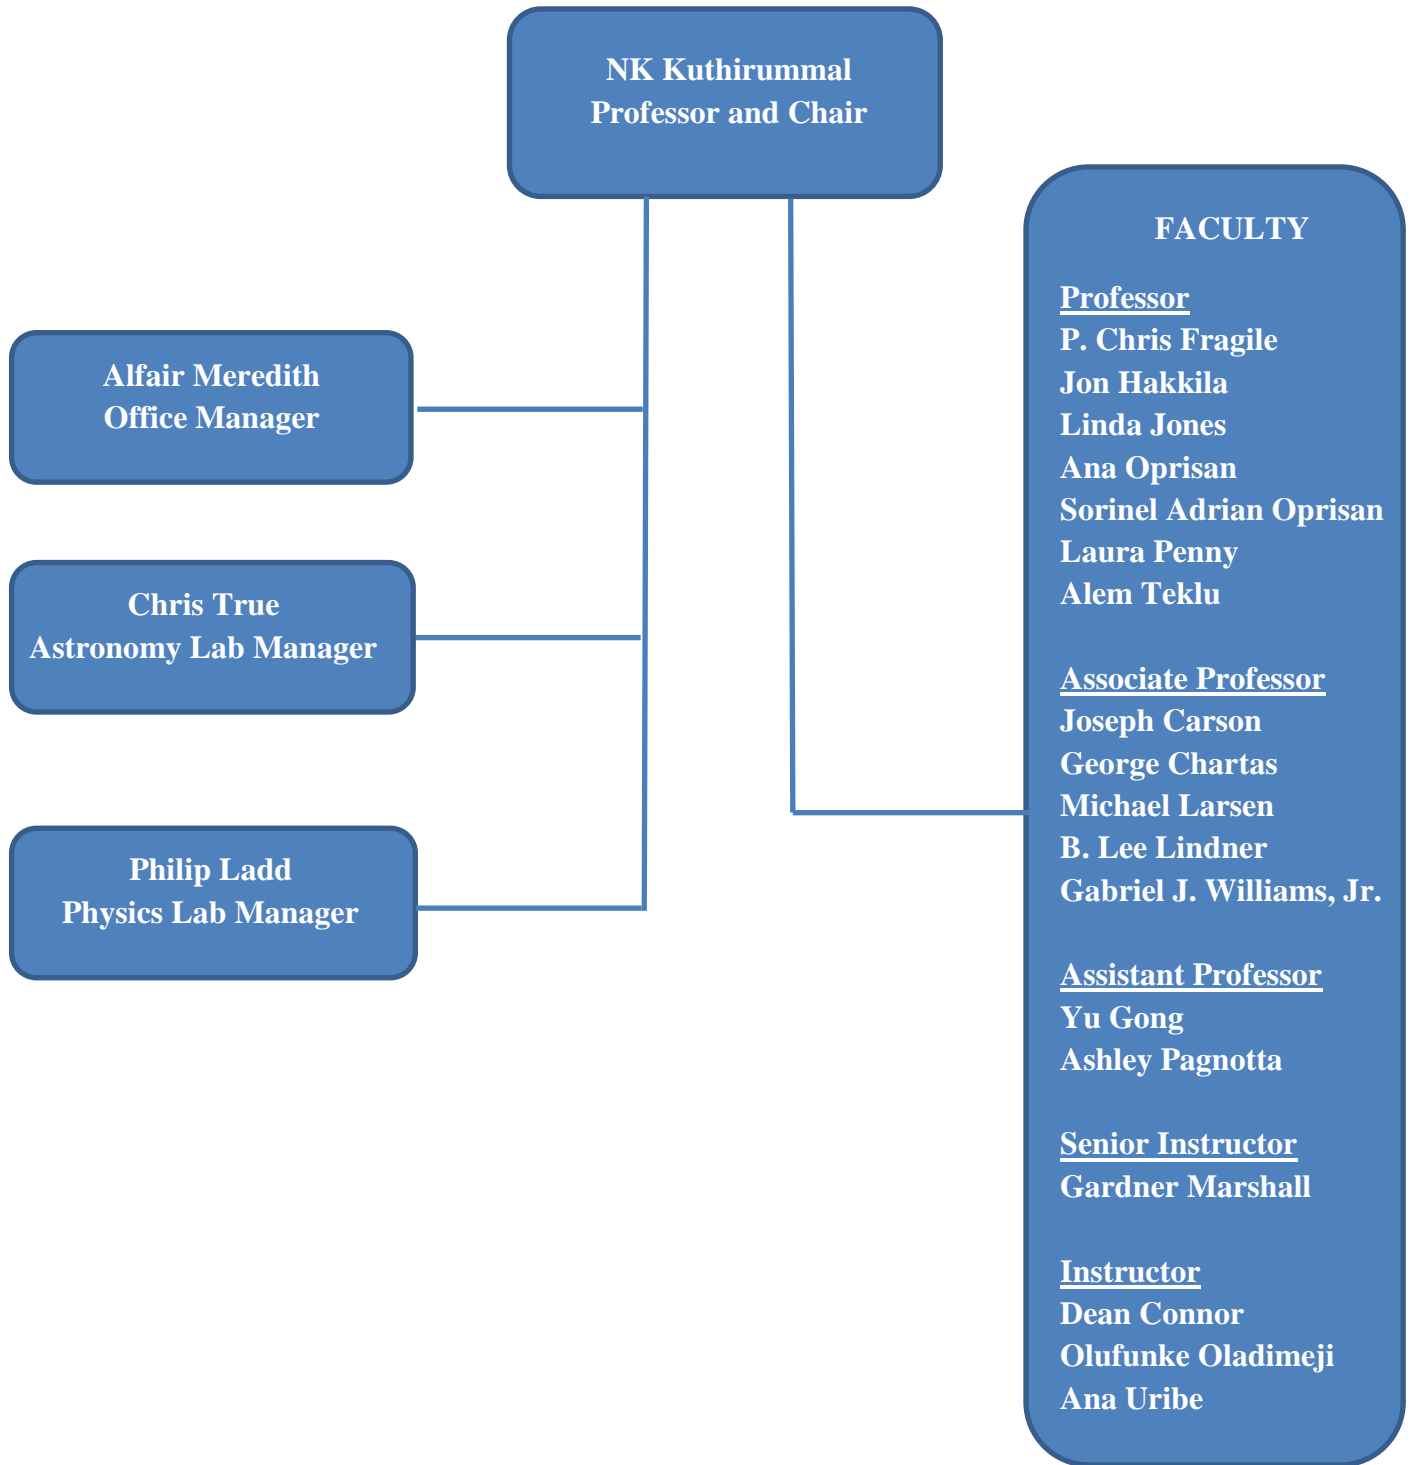 NK Kuthirummal
Professor and Chair
Alfair Meredith
Office Manager
Chris True
Astronomy Lab Manager
Philip Ladd
Physics Lab Manager
FACULTY
Professor
P. Chris Fragile
Jon Hakkila
Linda Jones
Ana Oprisan
Sorinel Adrian Oprisan
Laura Penny
Alem Teklu
Associate Professor
Joseph Carson
George Chartas
Michael Larsen
B. Lee Lindner
Gabriel J. Williams, Jr.
Assistant Professor
Yu Gong
Ashley Pagnotta
Senior Instructor
Gardner Marshall
Instructor
Dean Connor
Olufunke Oladimeji
Ana Uribe